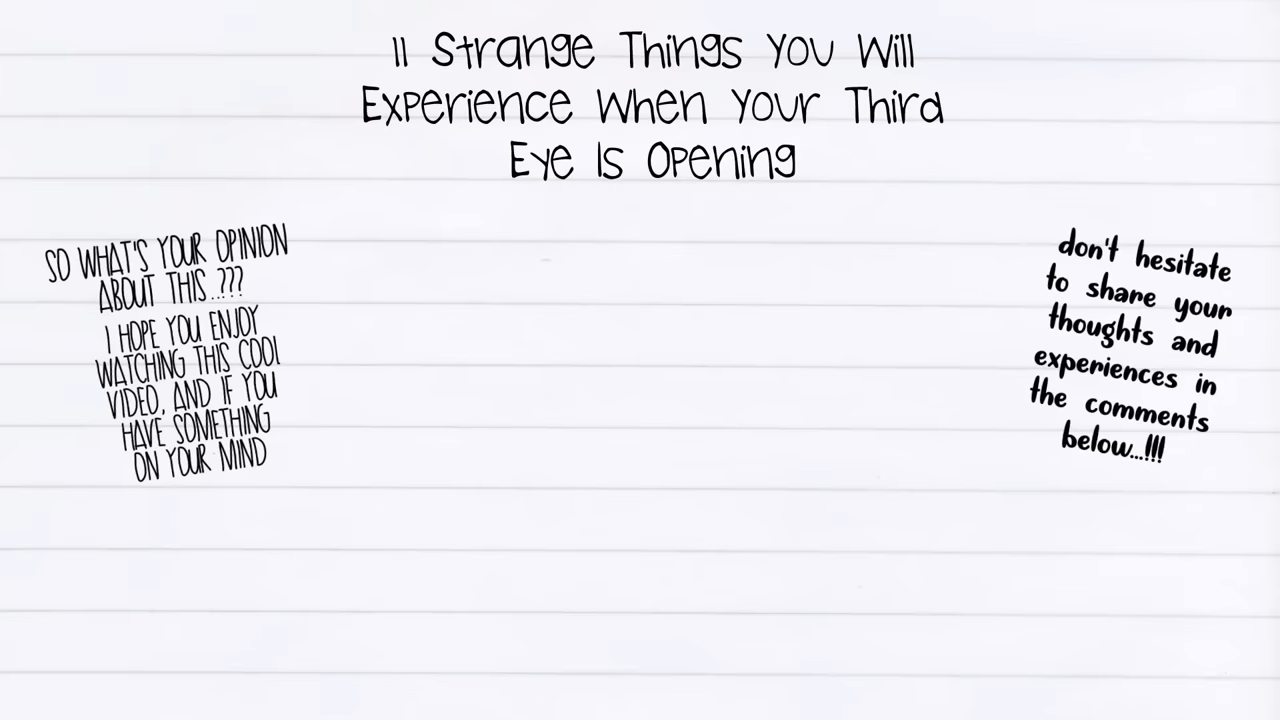 11 Strange Things You Will
Experience When Your Third
Eye Is Opening
SO WHAT'S YOUR OPINION
ABOUT THIS..???
I HOPE YOU ENJOY
WATCHING THIS COOL
VIDEO, AND IF YOU
HAVE SOMETHING
ON YOUR MIND
don't hesitate
to share your
thoughts and
experiences in
the comments
below...!!!